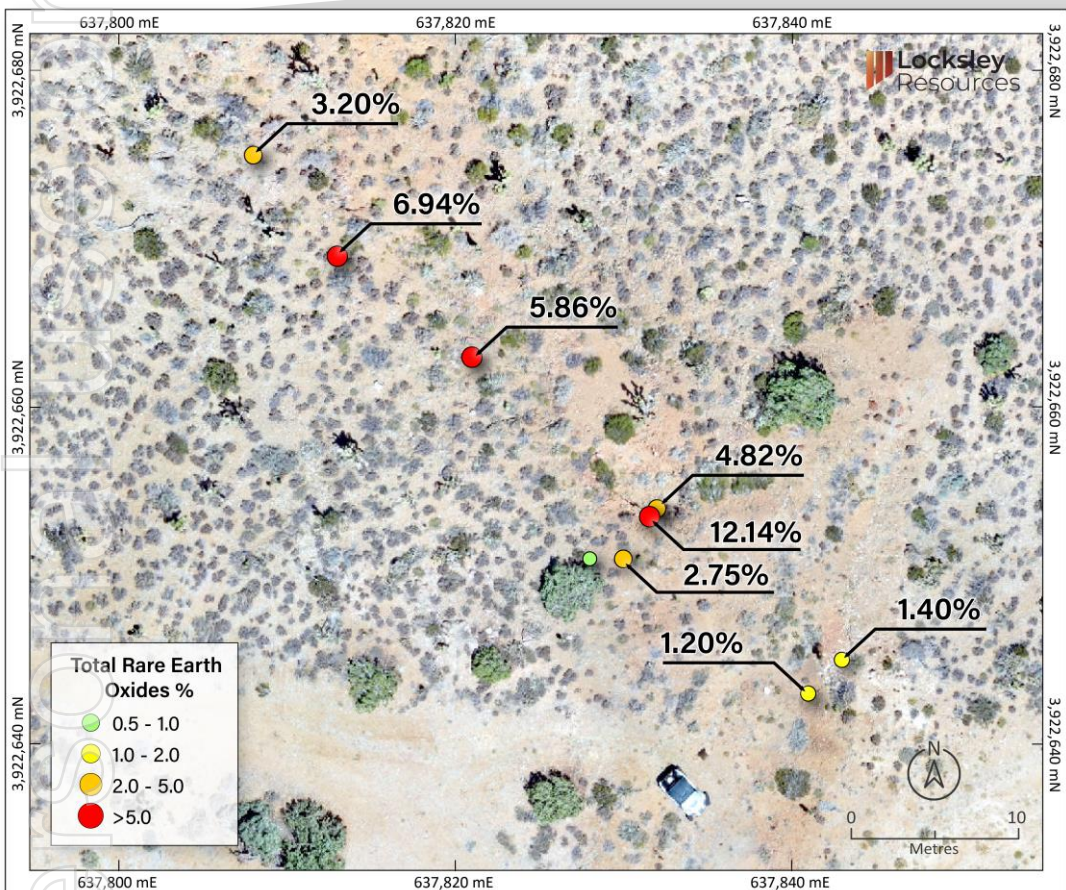 637,800 mE
637,820 mE
637,840 mE
3,922,680 mN
3,922,680 mN
Locksley
Resources
3.20%
6.94%
5.86%
3,922,660 mN
3,922,660 mN
4.82%
12.14%
2.75%
1.40%
1.20%
Total Rare Earth
Oxides %
0.5 - 1.0
1.0 - 2.0
2.0 - 5.0
>5.0
3,922,640 mN
3,922,640 mN
N
0
10
Metres
637,800 mE
637,820 mE
637,840 mE